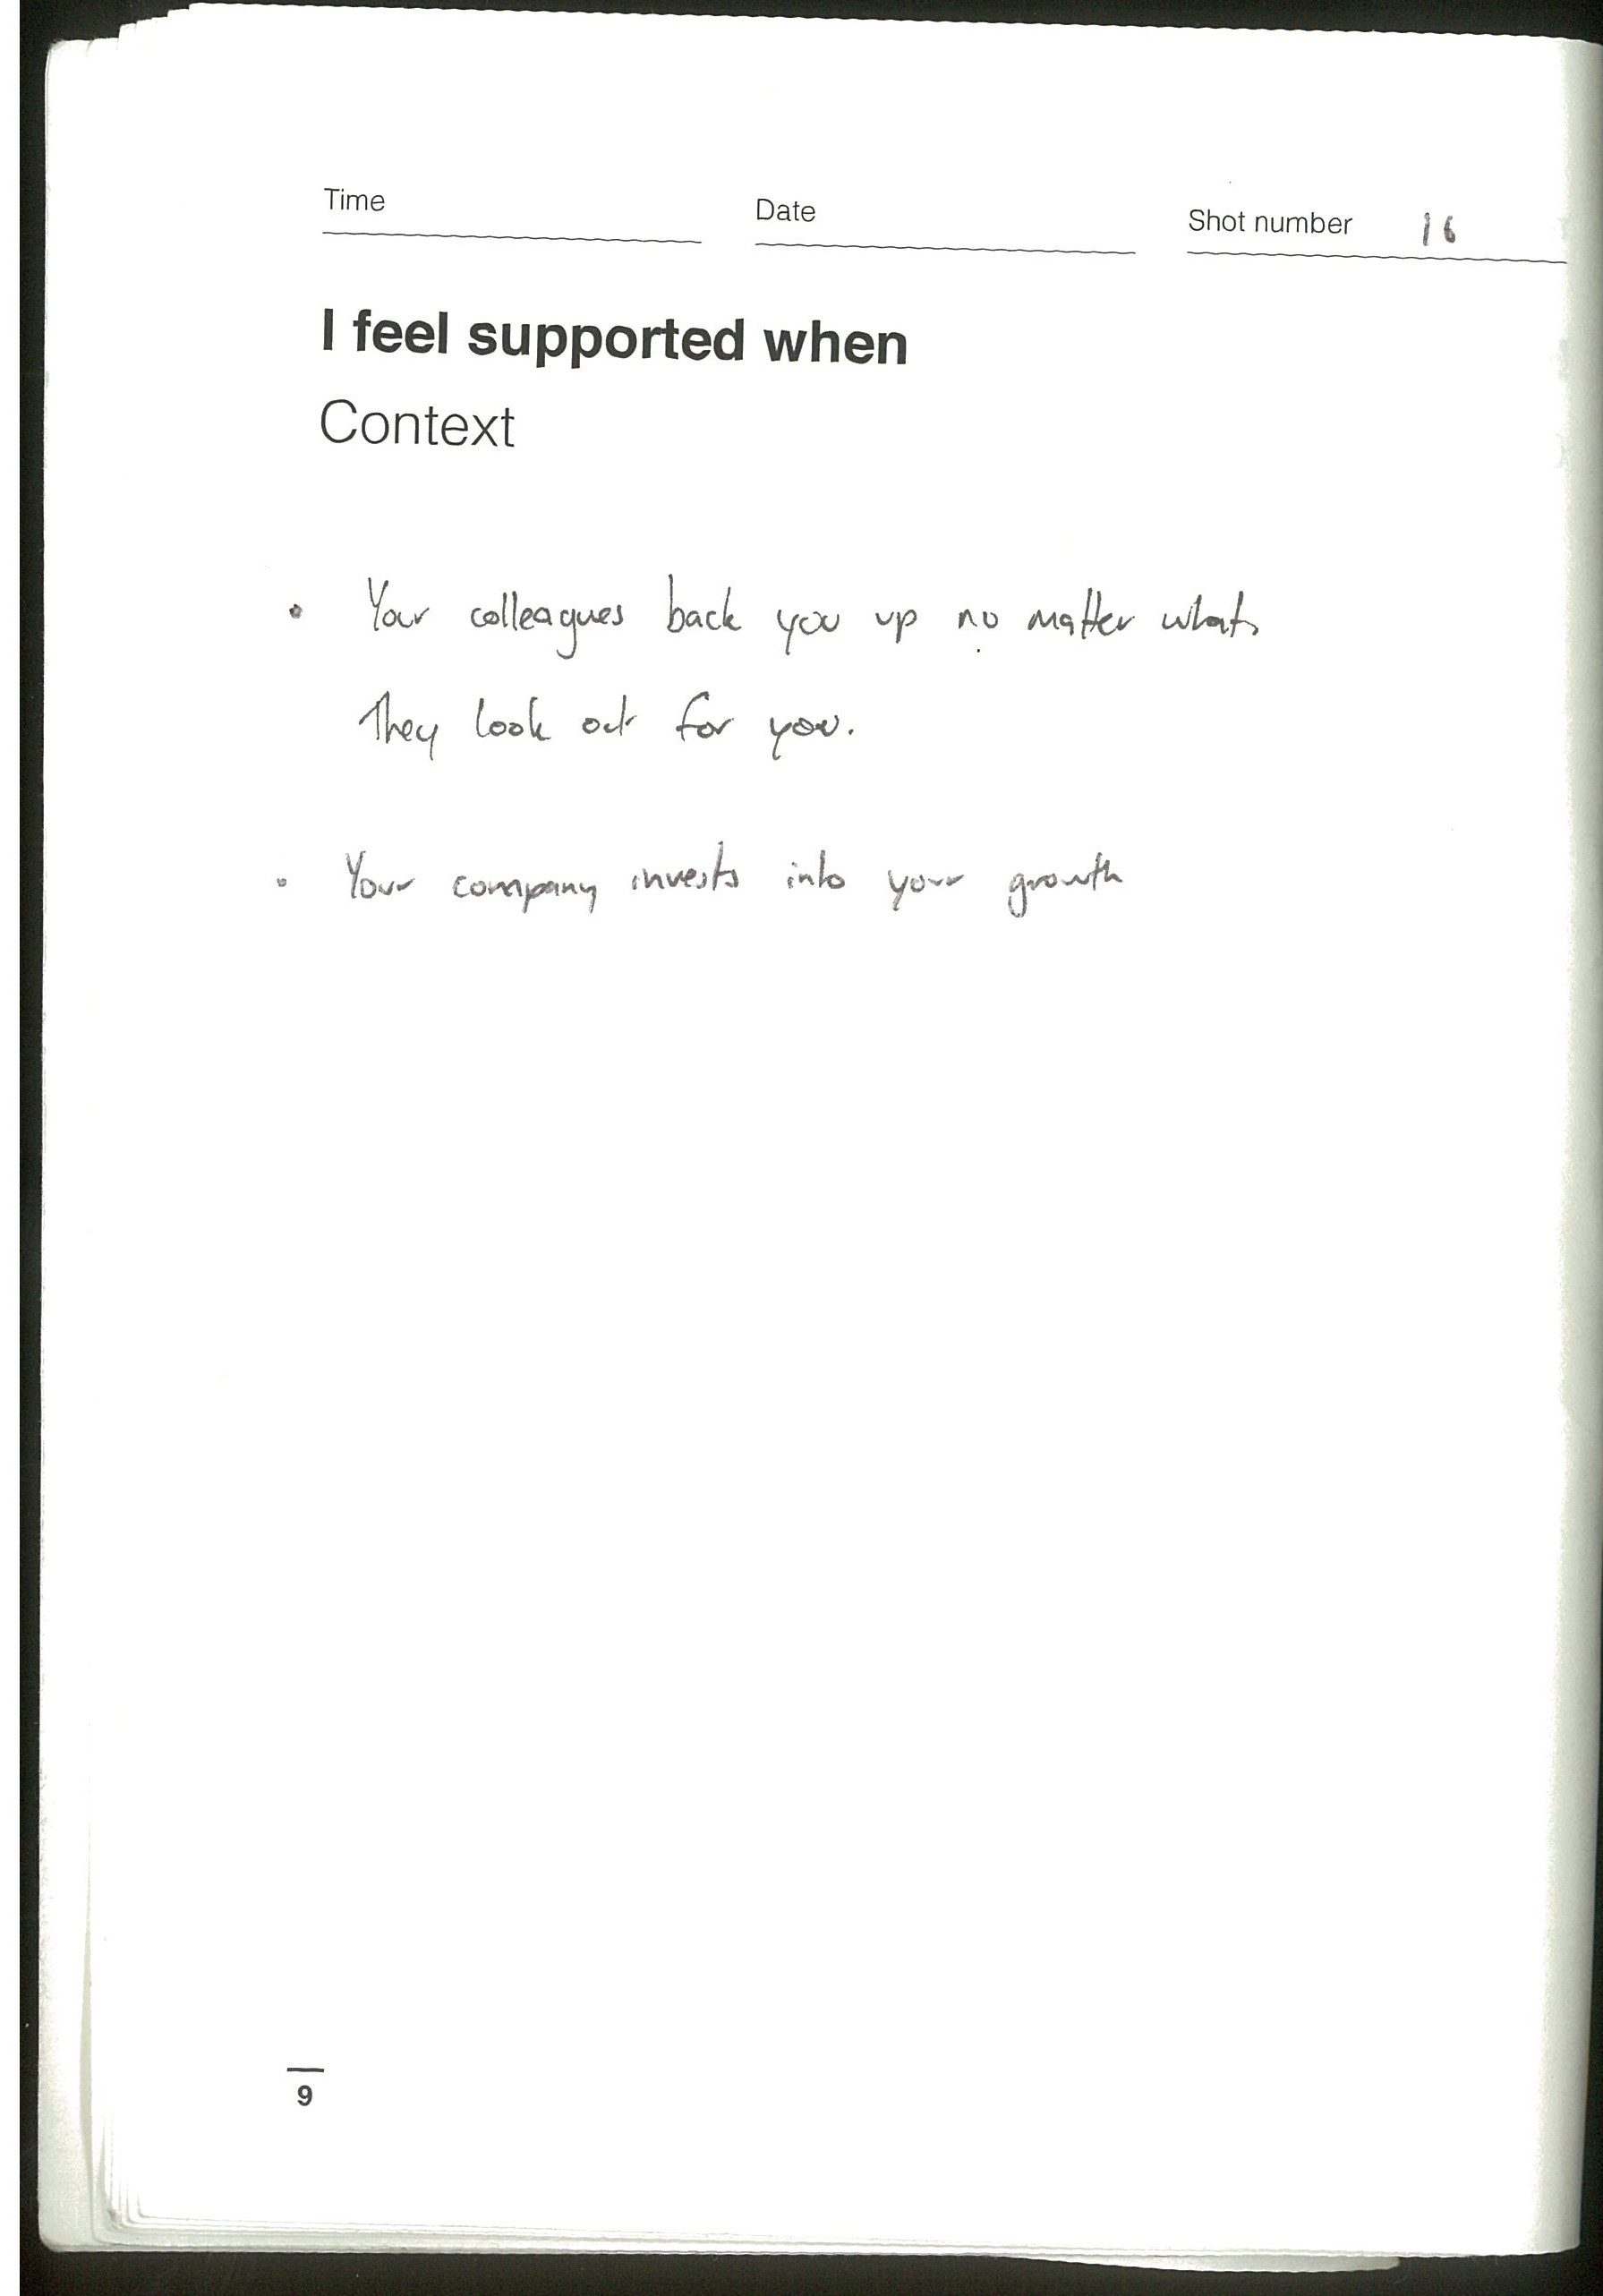 Time Date Shot number 16
I feel supported when
Context
• Your colleagues back you up no matter what,
They look out for you.
• Your company invests into your growth
9